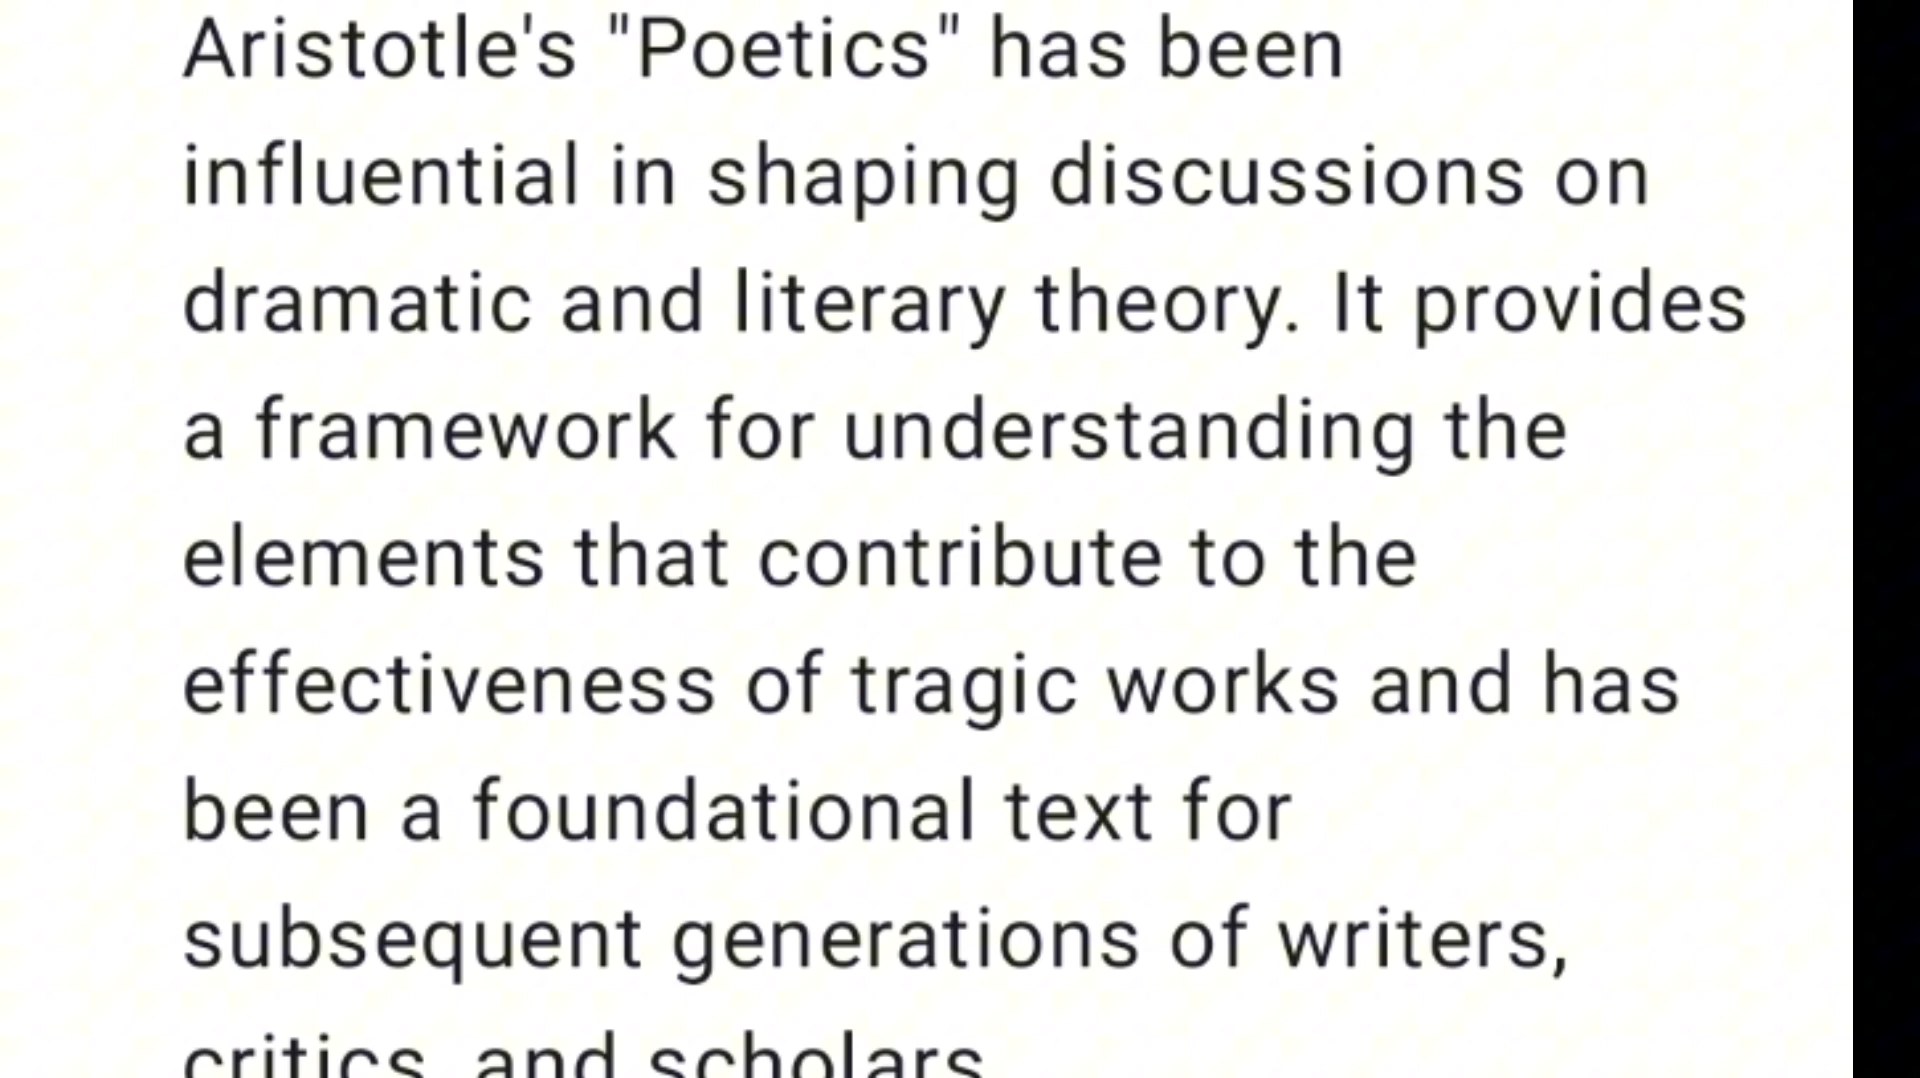 Aristotle's "Poetics" has been
influential in shaping discussions on
dramatic and literary theory. It provides
a framework for understanding the
elements that contribute to the
effectiveness of tragic works and has
been a foundational text for
subsequent generations of writers,
critics, and scholars